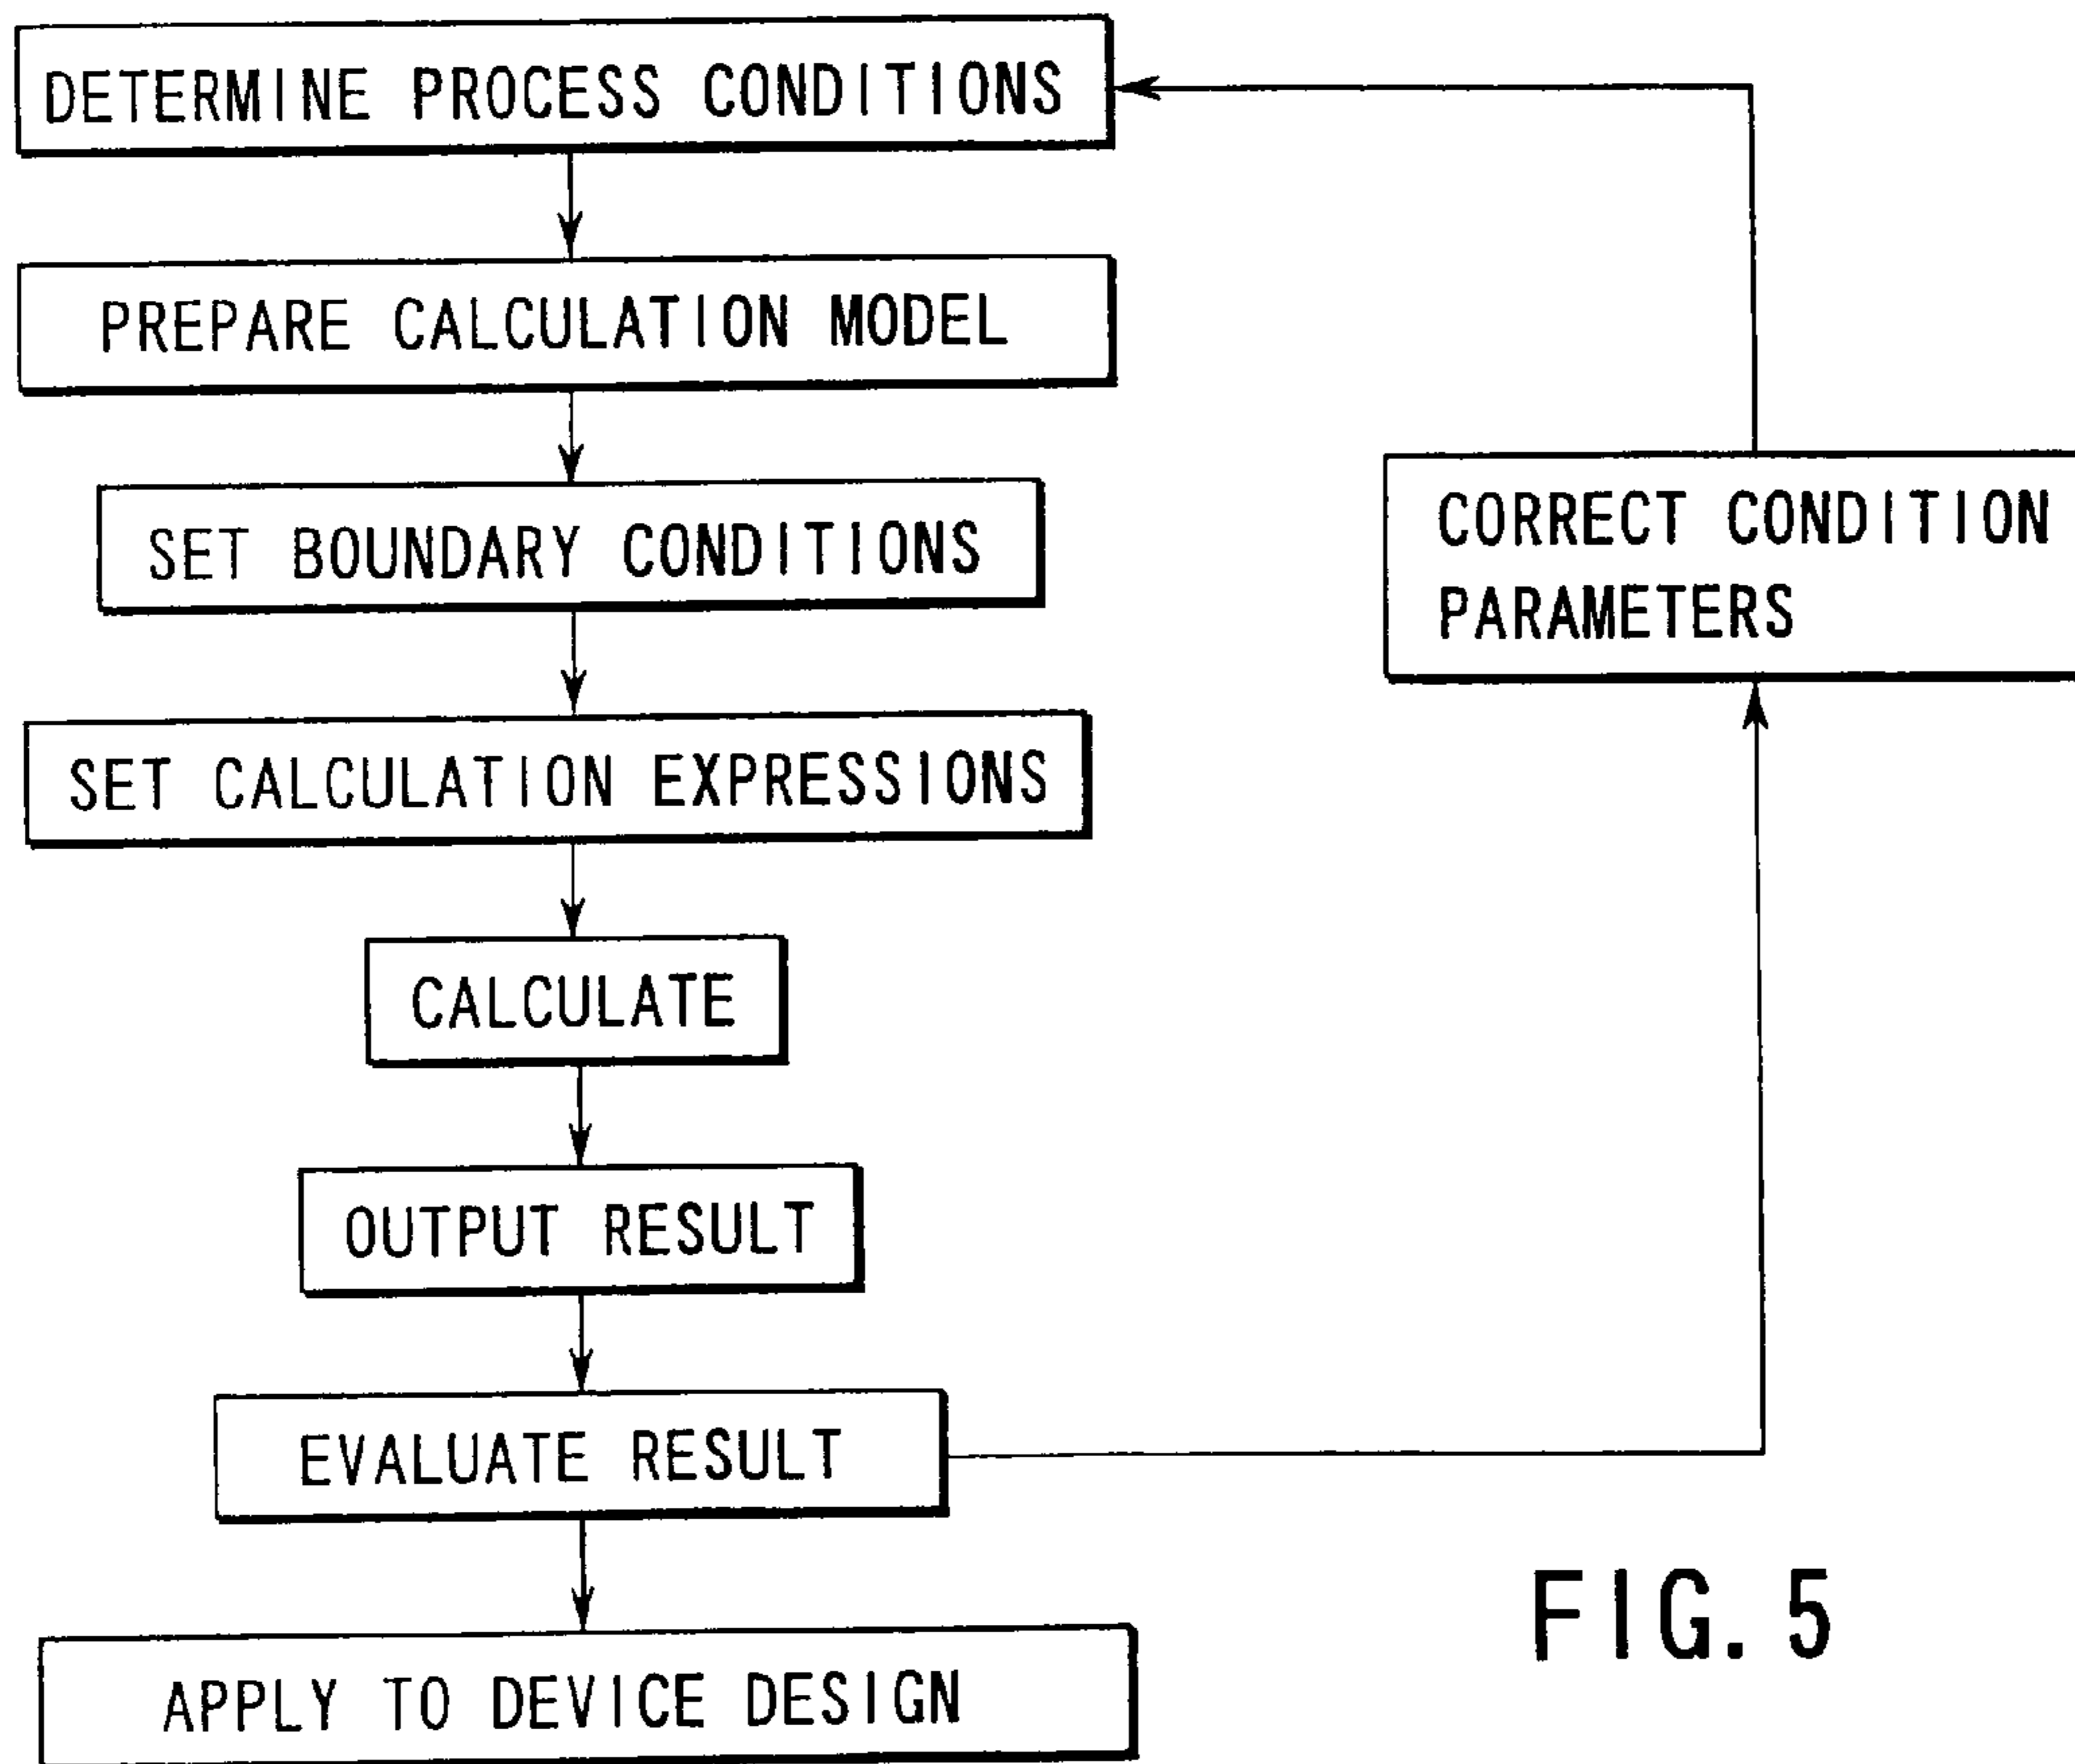 DETERMINE PROCESS CONDITIONS
PREPARE CALCULATION MODEL
SET BOUNDARY CONDITIONS
SET CALCULATION EXPRESSIONS
CALCULATE
OUTPUT RESULT
EVALUATE RESULT
APPLY TO DEVICE DESIGN
CORRECT CONDITION
PARAMETERS
FIG. 5